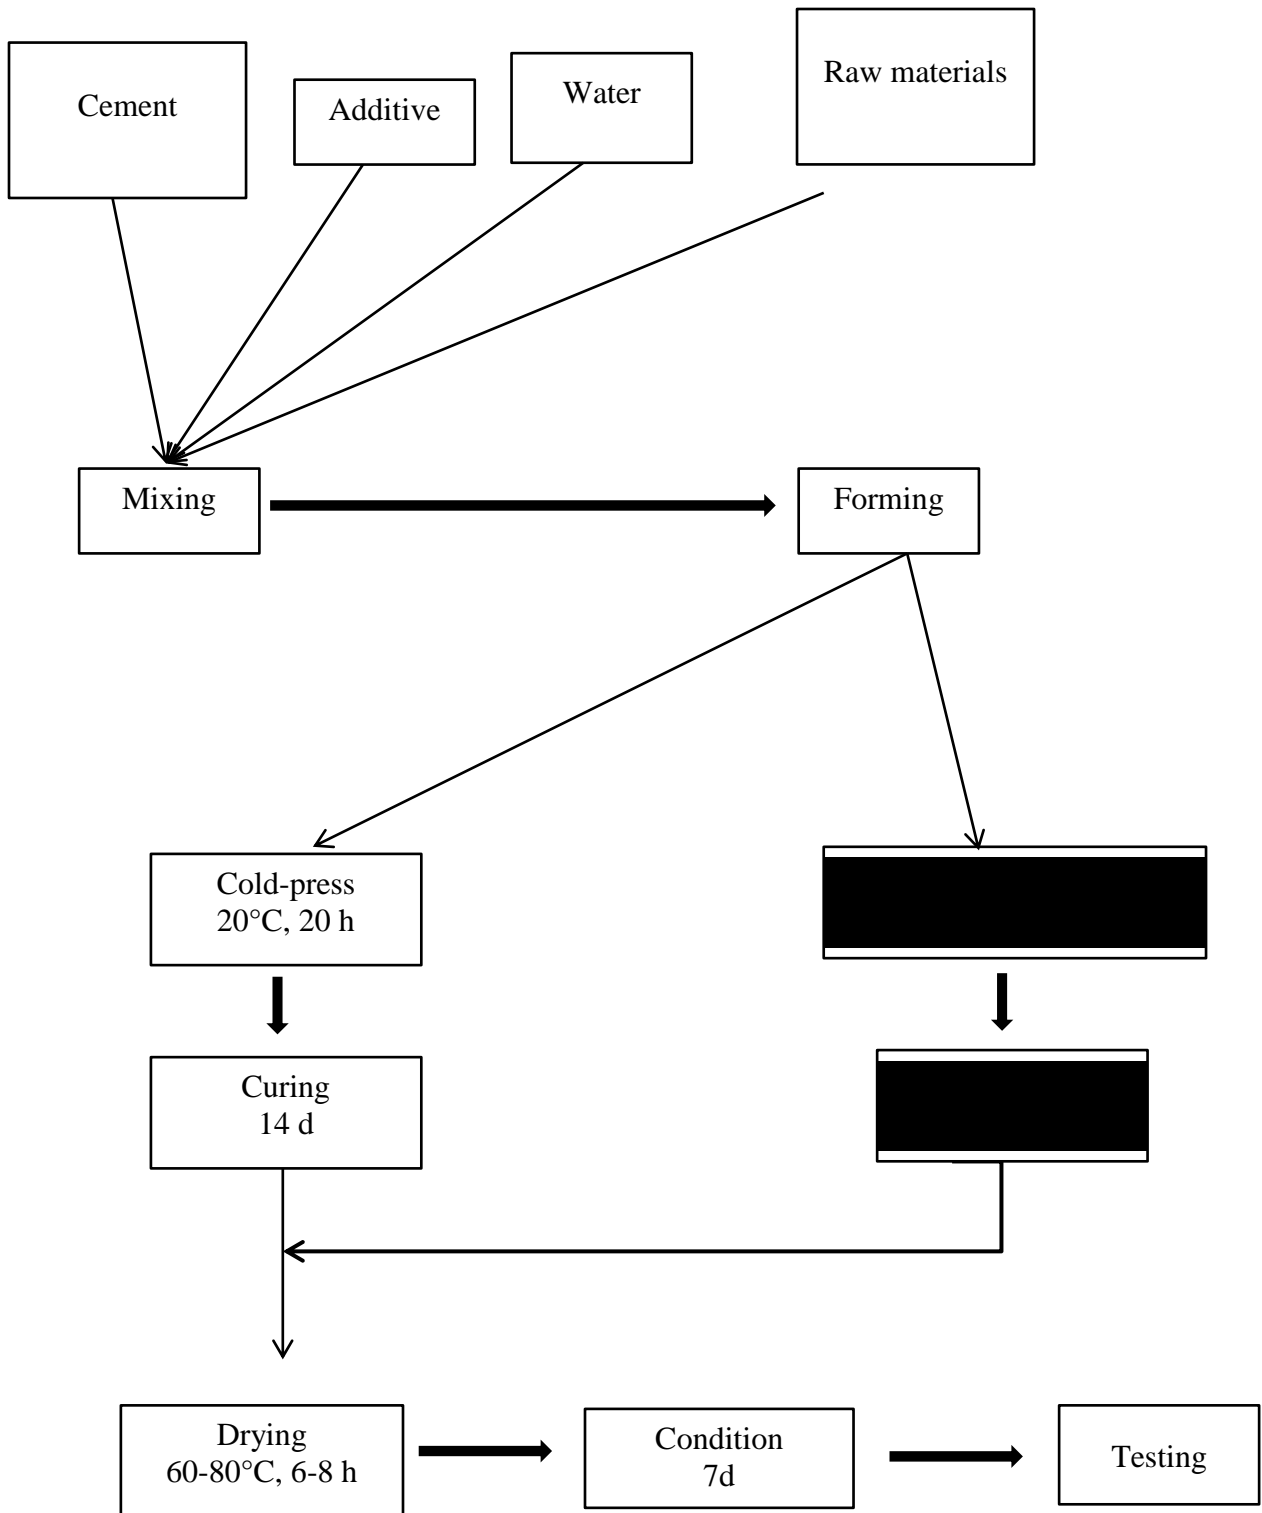 Cement
Additive
Water
Raw materials
Mixing
Forming
Cold-press
20°C, 20 h
Curing
14 d
Drying
60-80°C, 6-8 h
Condition
7d
Testing